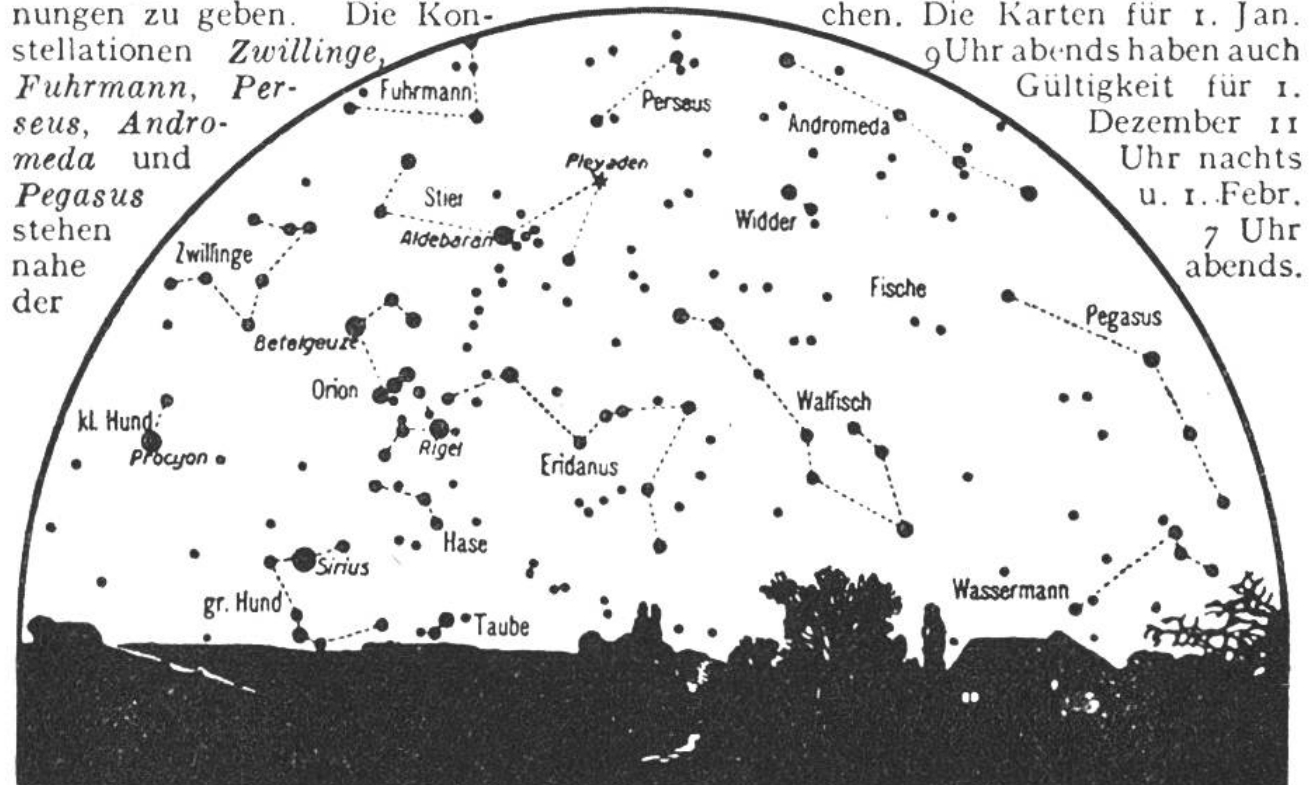 nungen zu geben. Die Kon-
stellationen Zwillinge,
Fuhrmann, Per-
seus, Andro-
meda und
Pegasus
stehen
nahe
der
chen. Die Karten für 1. Jan.
9 Uhr abends haben auch
Gültigkeit für 1.
Dezember 11
Uhr nachts
u. 1. Febr.
7 Uhr
abends.
Fuhrmann
Perseus
Andromeda
Pleyaden
Stier
Widder
Aldebaran
Zwillinge
Fische
Pegasus
Betelgeuze
Orion
Walfisch
kl. Hund
Procyon
Rigel
Eridanus
Hase
Sirius
gr. Hund
Wassermann
Taube